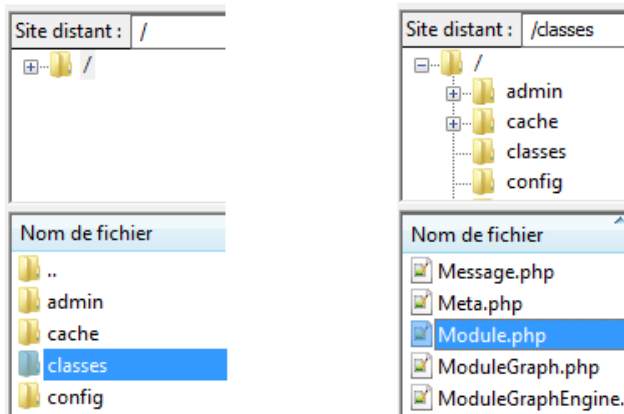 Site distant : /
/
Nom de fichier
..
admin
cache
classes
config
Site distant : /classes
/
admin
cache
classes
config
Nom de fichier
Message.php
Meta.php
Module.php
ModuleGraph.php
ModuleGraphEngine.